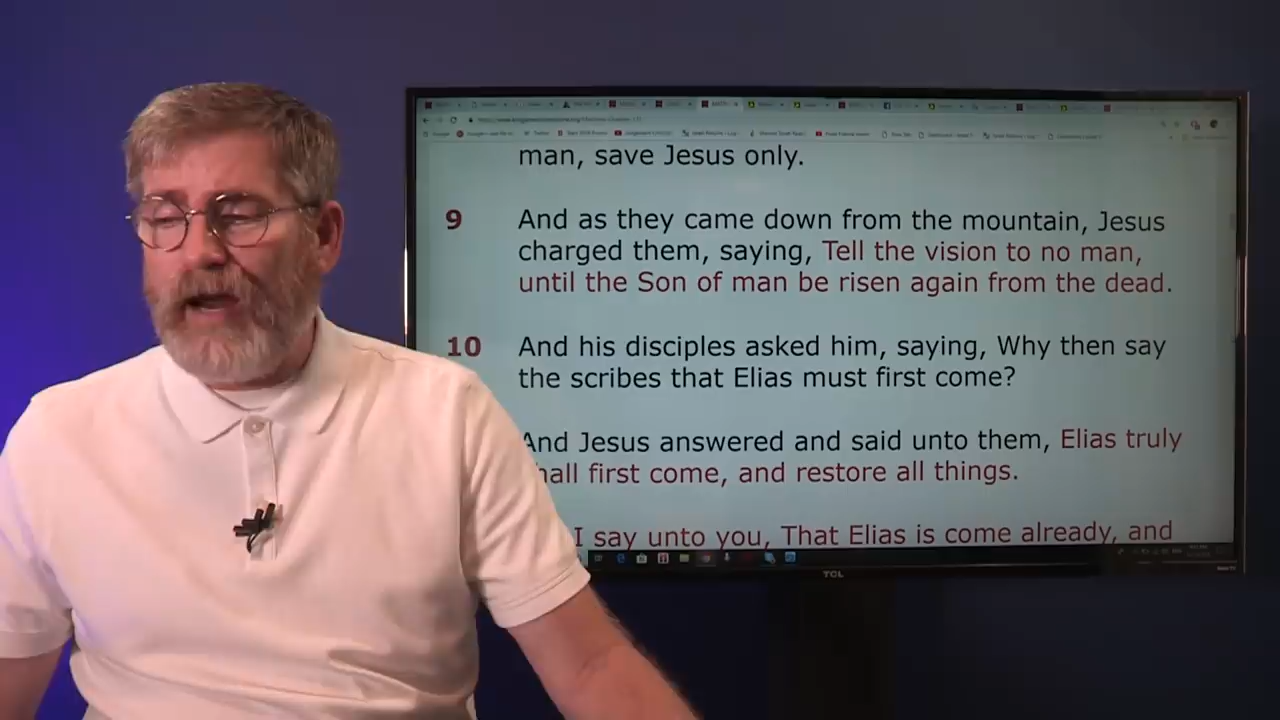 man, save Jesus only.
9 And as they came down from the mountain, Jesus
charged them, saying, Tell the vision to no man,
until the Son of man be risen again from the dead.
10 And his disciples asked him, saying, Why then say
the scribes that Elias must first come?
And Jesus answered and said unto them, Elias truly
hall first come, and restore all things.
I say unto you, That Elias is come already, and
TCL